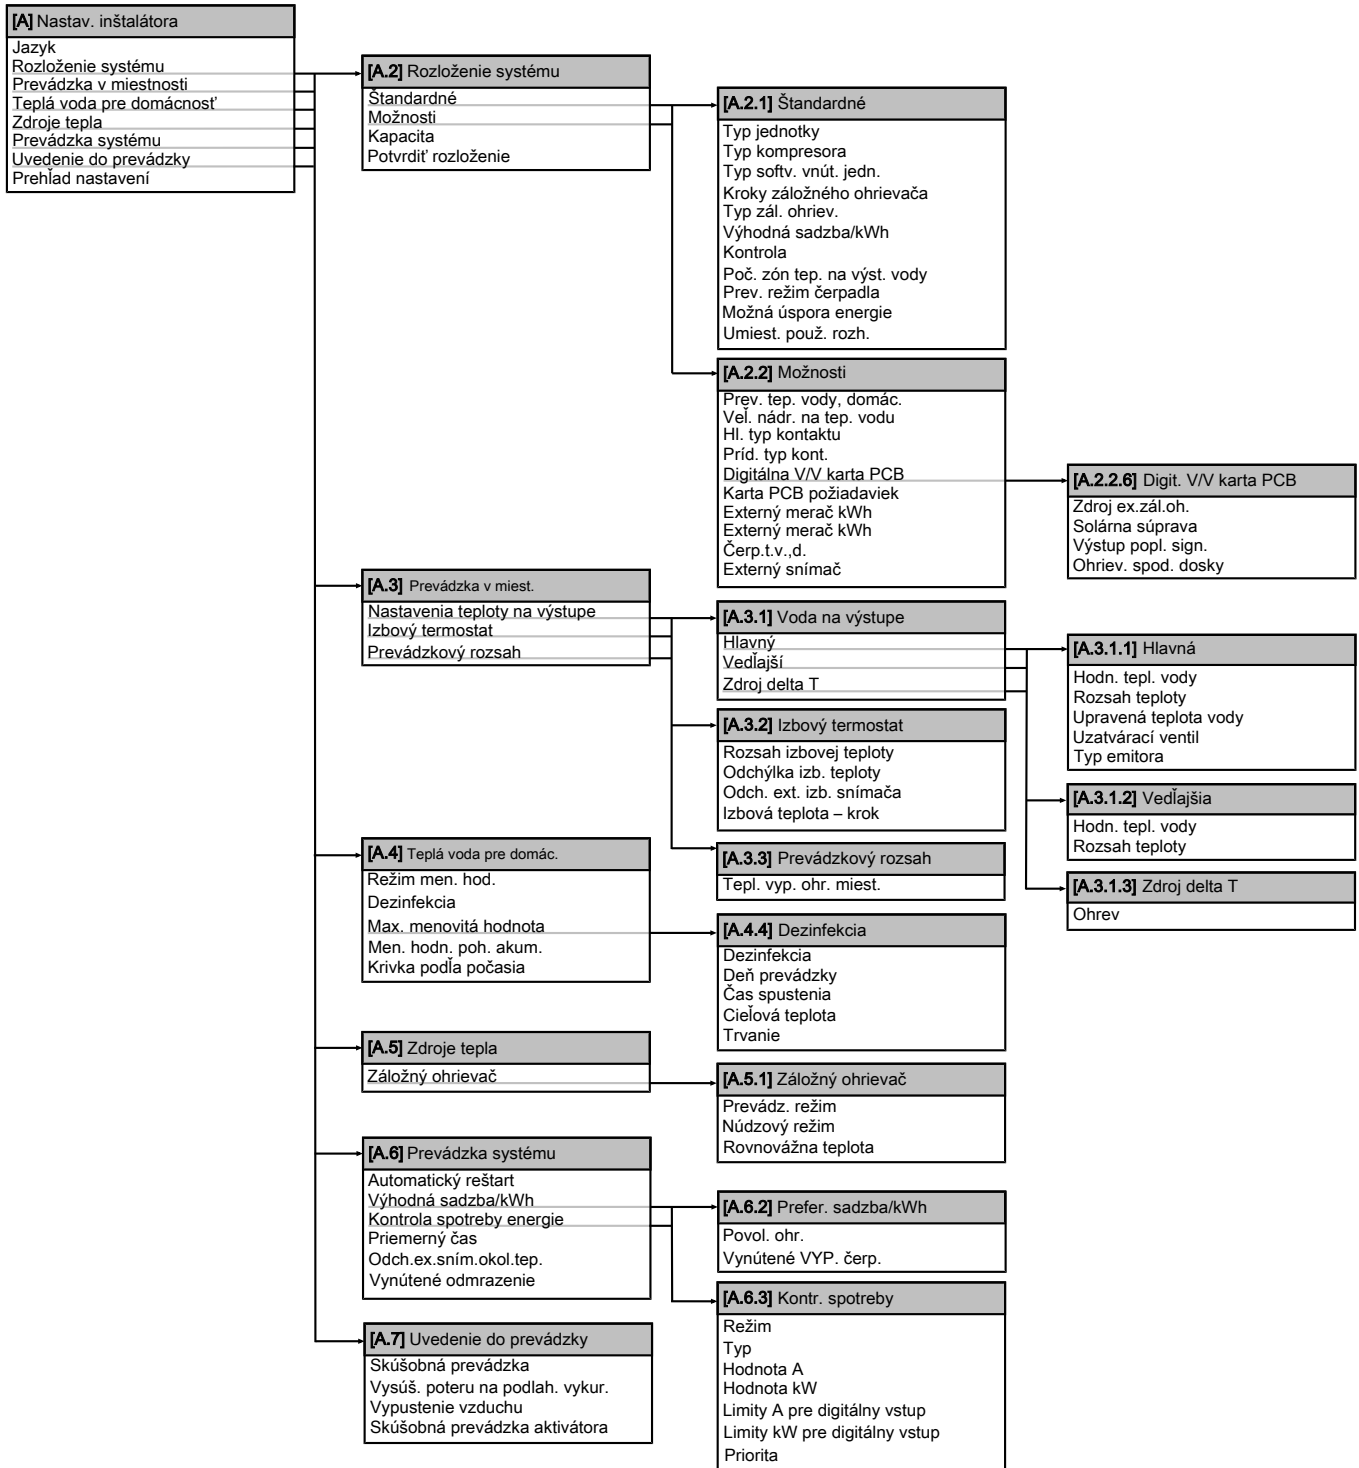 [A] Nastav. inštalátora
Jazyk
Rozloženie systému
Prevádzka v miestnosti
Teplá voda pre domácnosť
Zdroje tepla
Prevádzka systému
Uvedenie do prevádzky
Prehľad nastavení
[A.2] Rozloženie systému
Štandardné
Možnosti
Kapacita
Potvrdiť rozloženie
[A.2.1] Štandardné
Typ jednotky
Typ kompresora
Typ softv. vnút. jedn.
Kroky záložného ohrievača
Typ zál. ohriev.
Výhodná sadzba/kWh
Kontrola
Poč. zón tep. na výst. vody
Prev. režim čerpadla
Možná úspora energie
Umiest. použ. rozh.
[A.2.2] Možnosti
Prev. tep. vody, domác.
Veľ. nádr. na tep. vodu
Hl. typ kontaktu
Príd. typ kont.
Digitálna V/V karta PCB
Karta PCB požiadaviek
Externý merač kWh
Externý merač kWh
Čerp.t.v.,d.
Externý snímač
[A.2.2.6] Digit. V/V karta PCB
Zdroj ex.zál.oh.
Solárna súprava
Výstup popl. sign.
Ohriev. spod. dosky
[A.3] Prevádzka v miest.
Nastavenia teploty na výstupe
Izbový termostat
Prevádzkový rozsah
[A.3.1] Voda na výstupe
Hlavný
Vedľajší
Zdroj delta T
[A.3.1.1] Hlavná
Hodn. tepl. vody
Rozsah teploty
Upravená teplota vody
Uzatvárací ventil
Typ emitora
[A.3.2] Izbový termostat
Rozsah izbovej teploty
Odchýlka izb. teploty
Odch. ext. izb. snímača
Izbová teplota – krok
[A.3.1.2] Vedľajšia
Hodn. tepl. vody
Rozsah teploty
[A.3.3] Prevádzkový rozsah
Tepl. vyp. ohr. miest.
[A.3.1.3] Zdroj delta T
Ohrev
[A.4] Teplá voda pre domác.
Režim men. hod.
Dezinfekcia
Max. menovitá hodnota
Men. hodn. poh. akum.
Krivka podľa počasia
[A.4.4] Dezinfekcia
Dezinfekcia
Deň prevádzky
Čas spustenia
Cieľová teplota
Trvanie
[A.5] Zdroje tepla
Záložný ohrievač
[A.5.1] Záložný ohrievač
Prevádz. režim
Núdzový režim
Rovnovážna teplota
[A.6] Prevádzka systému
Automatický reštart
Výhodná sadzba/kWh
Kontrola spotreby energie
Priemerný čas
Odch.ex.sním.okol.tep.
Vynútené odmrazenie
[A.6.2] Prefer. sadzba/kWh
Povol. ohr.
Vynútené VYP. čerp.
[A.6.3] Kontr. spotreby
Režim
Typ
Hodnota A
Hodnota kW
Limity A pre digitálny vstup
Limity kW pre digitálny vstup
Priorita
[A.7] Uvedenie do prevádzky
Skúšobná prevádzka
Vysúš. poteru na podlah. vykur.
Vypustenie vzduchu
Skúšobná prevádzka aktivátora